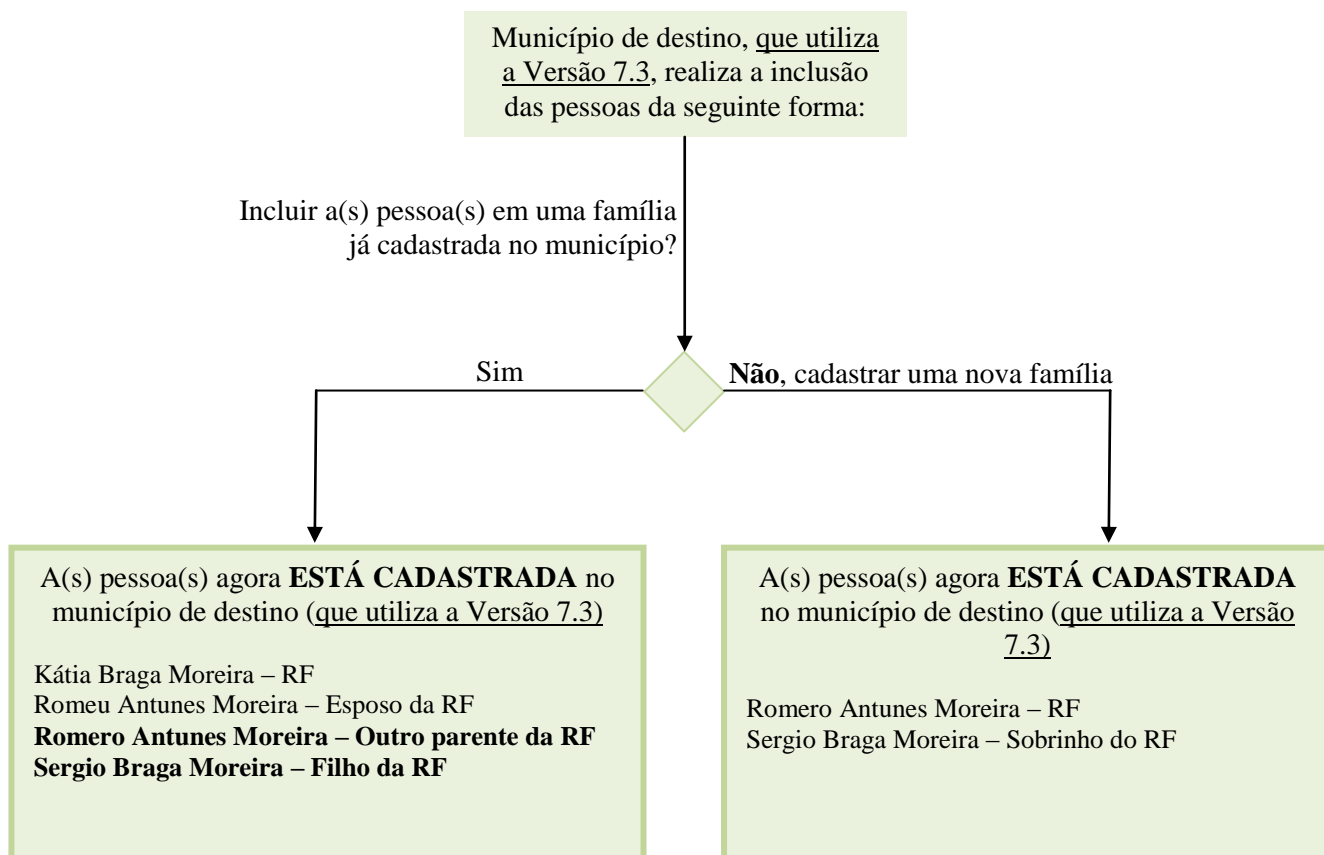 Município de destino, que utiliza
a Versão 7.3, realiza a inclusão
das pessoas da seguinte forma:
Incluir a(s) pessoa(s) em uma família
já cadastrada no município?
Sim
Não, cadastrar uma nova família
A(s) pessoa(s) agora ESTÁ CADASTRADA no
município de destino (que utiliza a Versão 7.3)
Kátia Braga Moreira – RF
Romeu Antunes Moreira – Esposo da RF
Romero Antunes Moreira – Outro parente da RF
Sergio Braga Moreira – Filho da RF
A(s) pessoa(s) agora ESTÁ CADASTRADA
no município de destino (que utiliza a Versão
7.3)
Romero Antunes Moreira – RF
Sergio Braga Moreira – Sobrinho do RF